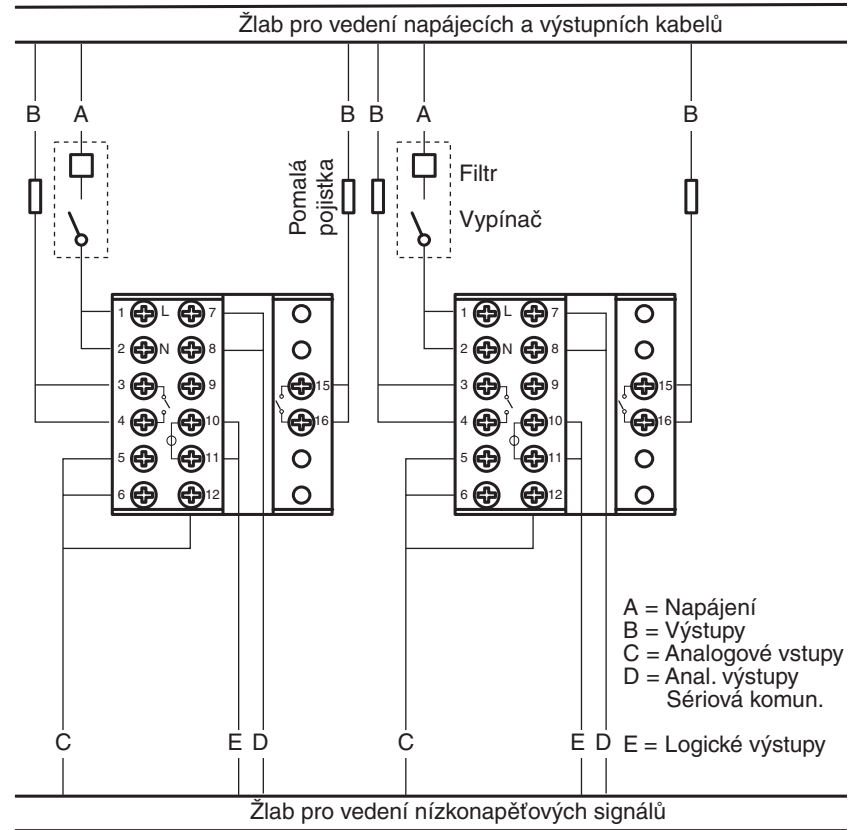 Žlab pro vedení napájecích a výstupních kabelů
B A B B A B
Pomalá
pojistka
Filtr
Vypínač
1 L 7
2 N 8
3 9 15
4 10 16
5 11
6 12
1 L 7
2 N 8
3 9 15
4 10 16
5 11
6 12
A = Napájení
B = Výstupy
C = Analogové vstupy
D = Anal. výstupy
Sériová komun.
E = Logické výstupy
C E D C E D
Žlab pro vedení nízkonapěťových signálů